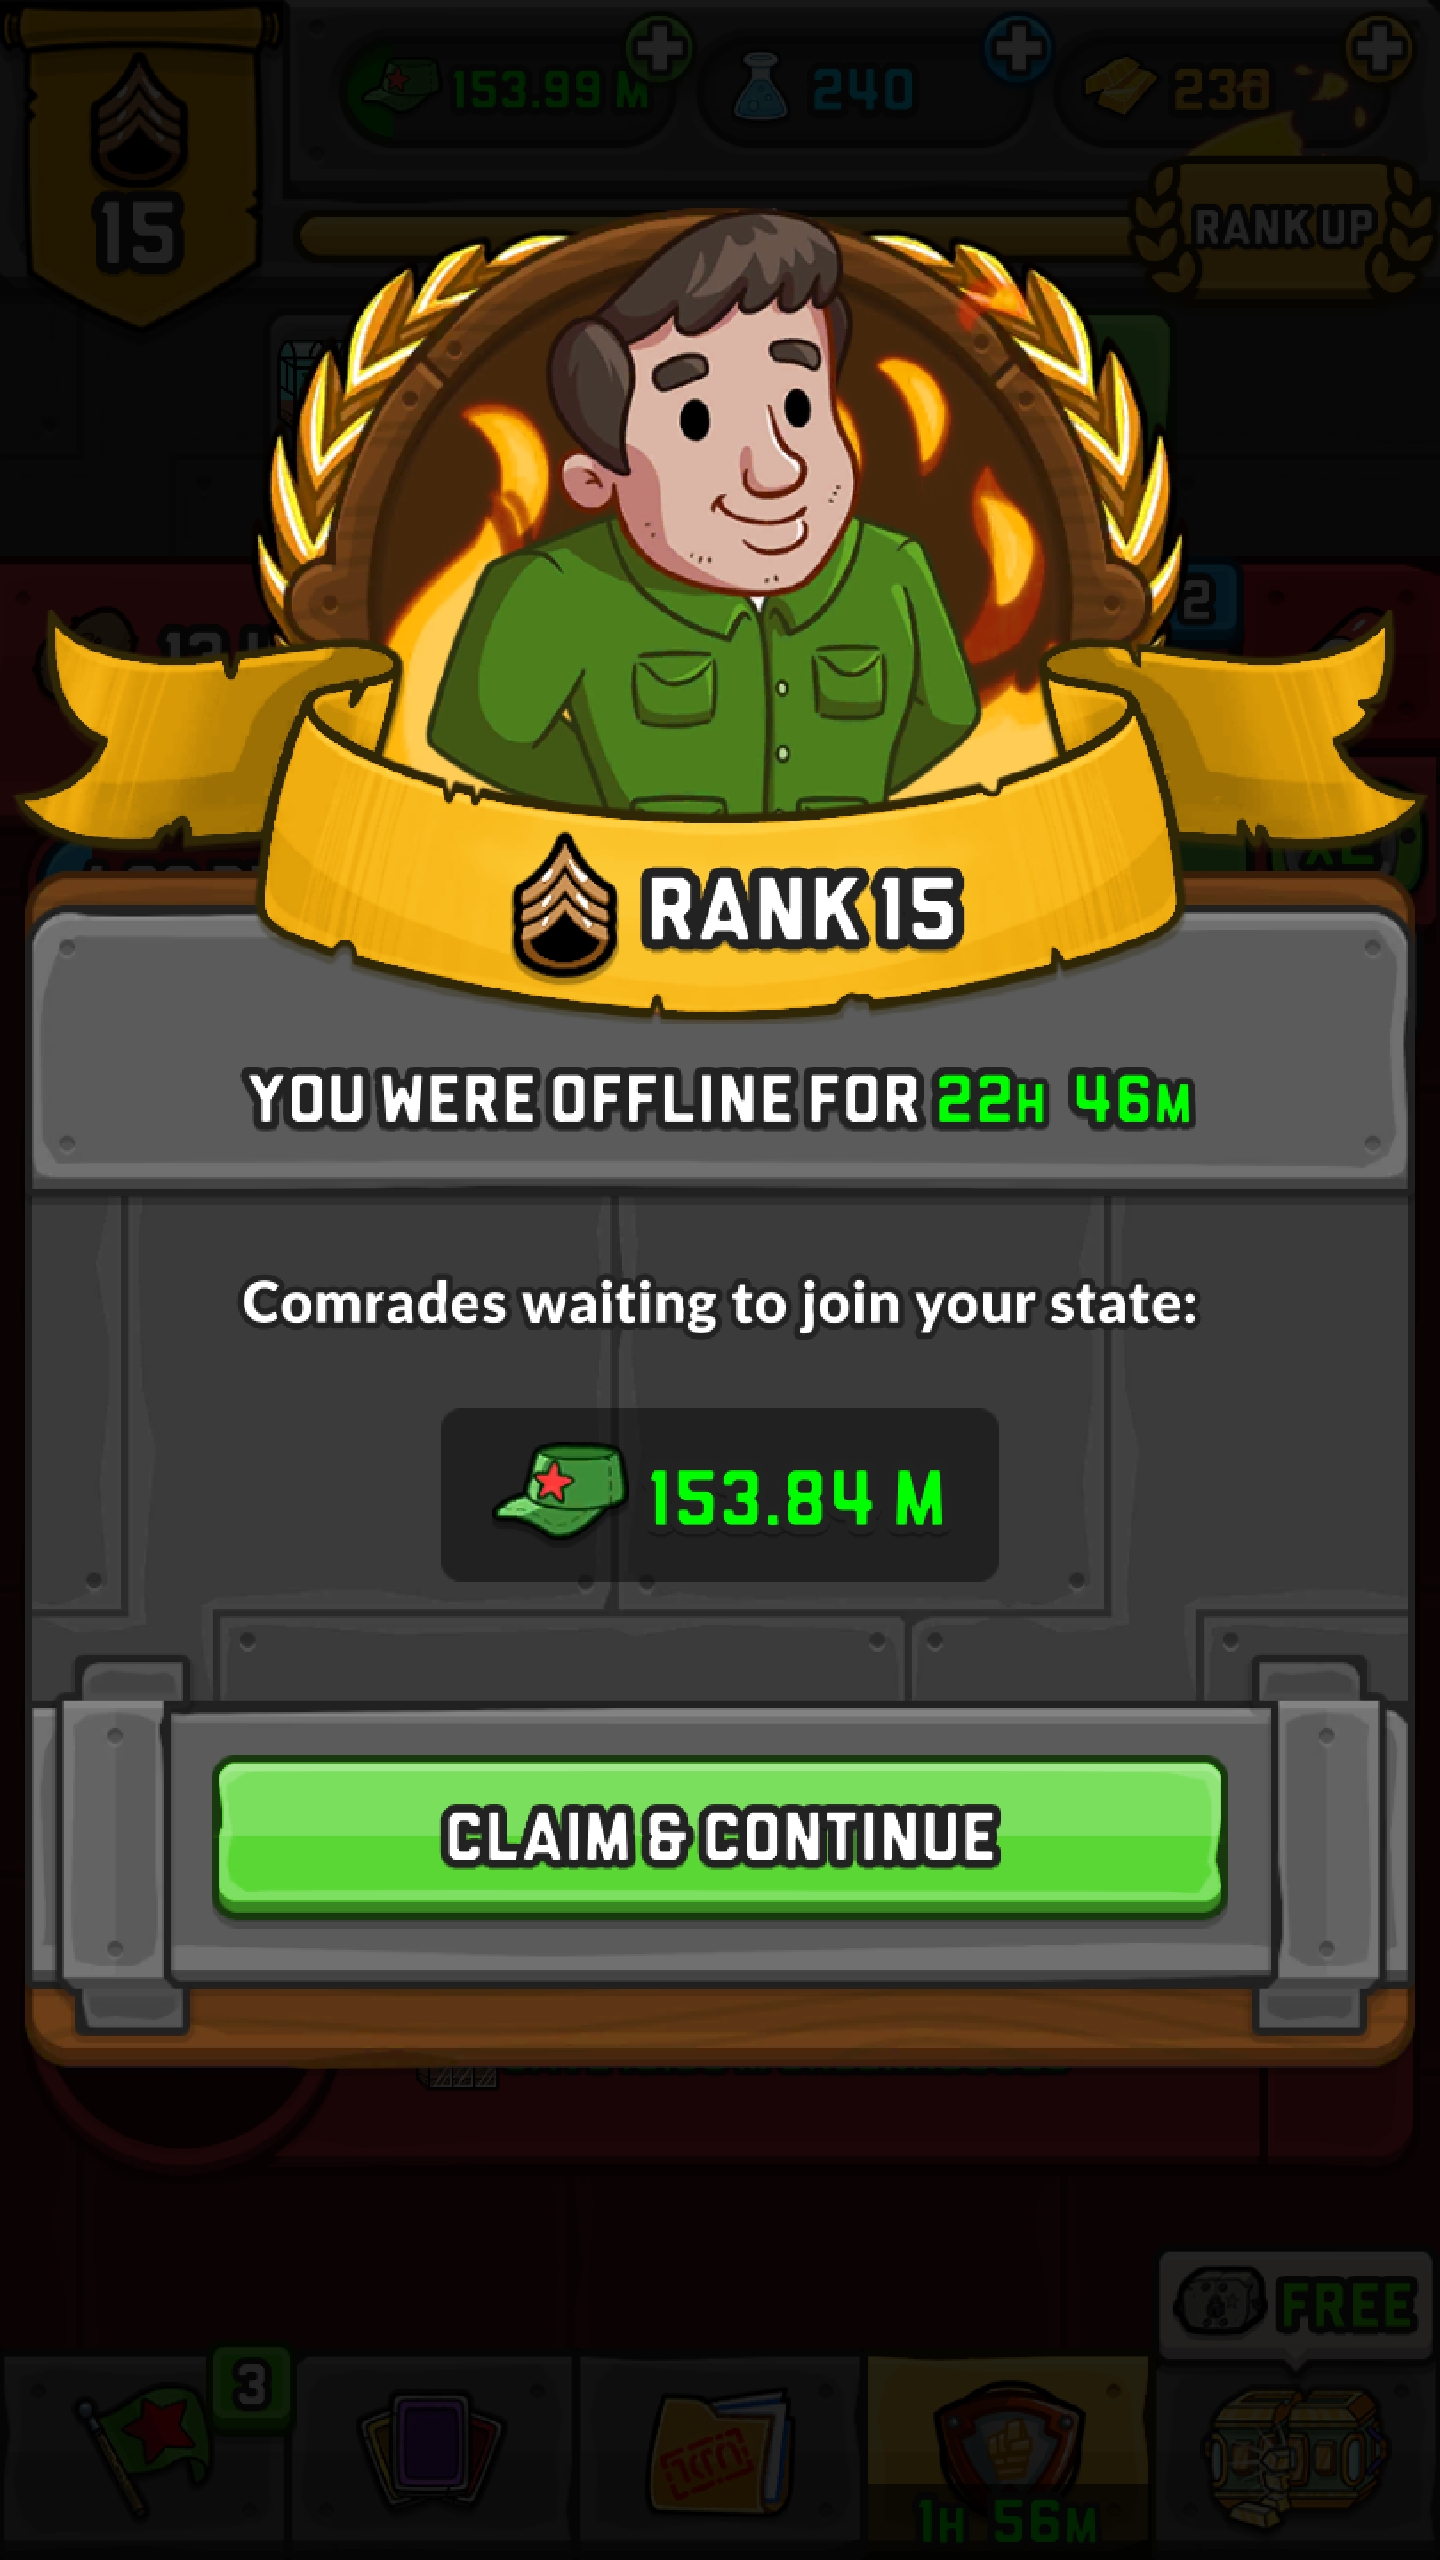 153.99 M
240
238
15
RANK UP
RANK 15
YOU WERE OFFLINE FOR 22H 46M
Comrades waiting to join your state:
153.84 M
CLAIM & CONTINUE
FREE
3
1H 56M